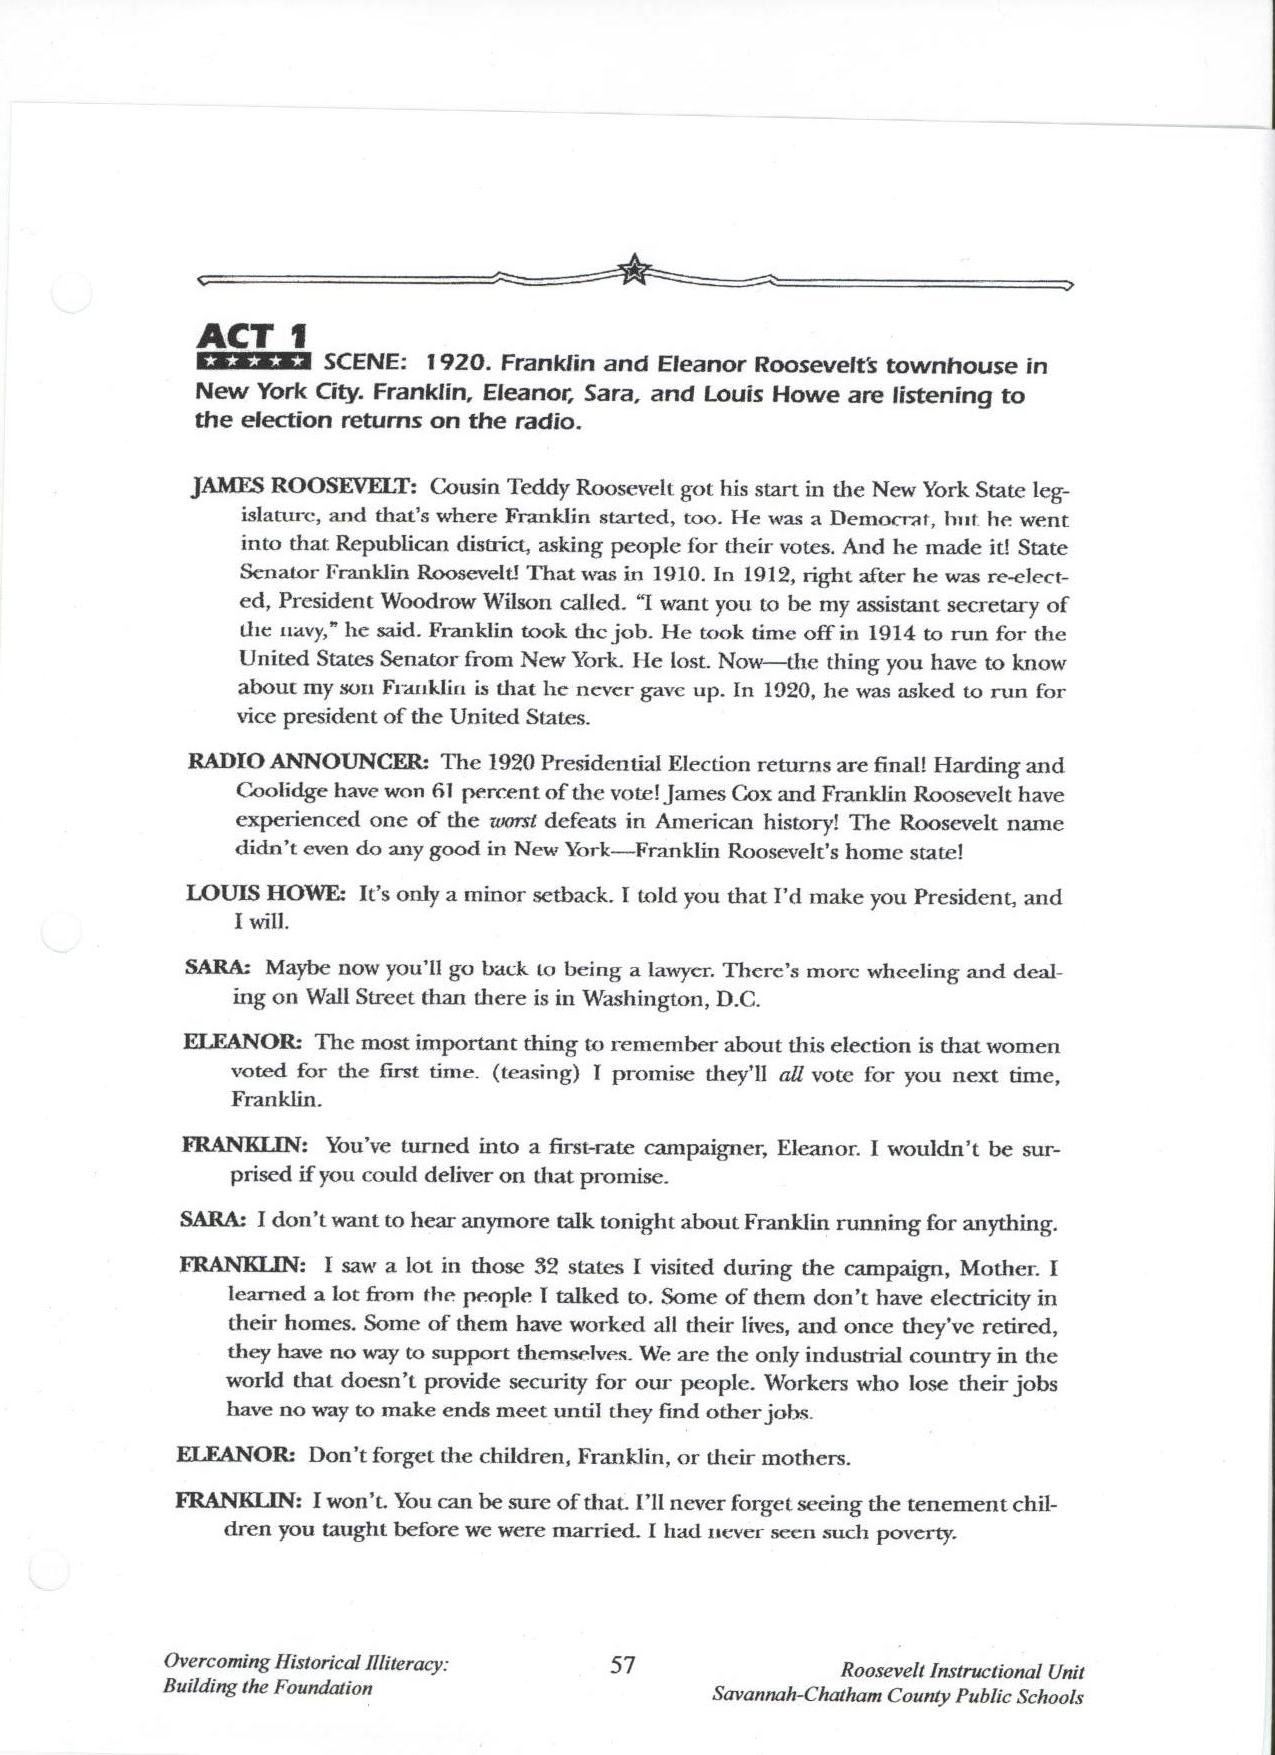 ACT 1
SCENE: 1920. Franklin and Eleanor Roosevelt's townhouse in
New York City. Franklin, Eleanor, Sara, and Louis Howe are listening to
the election returns on the radio.
JAMES ROOSEVELT: Cousin Teddy Roosevelt got his start in the New York State leg-
islature, and that's where Franklin started, too. He was a Democrat, but he went
into that Republican district, asking people for their votes. And he made it! State
Senator Franklin Roosevelt! That was in 1910. In 1912, right after he was re-elect-
ed, President Woodrow Wilson called. “I want you to be my assistant secretary of
the navy,” he said. Franklin took the job. He took time off in 1914 to run for the
United States Senator from New York. He lost. Now—the thing you have to know
about my son Franklin is that he never gave up. In 1920, he was asked to run for
vice president of the United States.
RADIO ANNOUNCER: The 1920 Presidential Election returns are final! Harding and
Coolidge have won 61 percent of the vote! James Cox and Franklin Roosevelt have
experienced one of the worst defeats in American history! The Roosevelt name
didn't even do any good in New York—Franklin Roosevelt's home state!
LOUIS HOWE: It's only a minor setback. I told you that I'd make you President, and
I will.
SARA: Maybe now you'll go back to being a lawyer. There's more wheeling and deal-
ing on Wall Street than there is in Washington, D.C.
ELEANOR: The most important thing to remember about this election is that women
voted for the first time. (teasing) I promise they'll all vote for you next time,
Franklin.
FRANKLIN: You've turned into a first-rate campaigner, Eleanor. I wouldn't be sur-
prised if you could deliver on that promise.
SARA: I don't want to hear anymore talk tonight about Franklin running for anything.
FRANKLIN: I saw a lot in those 32 states I visited during the campaign, Mother. I
learned a lot from the people I talked to. Some of them don't have electricity in
their homes. Some of them have worked all their lives, and once they've retired,
they have no way to support themselves. We are the only industrial country in the
world that doesn't provide security for our people. Workers who lose their jobs
have no way to make ends meet until they find other jobs.
ELEANOR: Don't forget the children, Franklin, or their mothers.
FRANKLIN: I won't. You can be sure of that. I'll never forget seeing the tenement chil-
dren you taught before we were married. I had never seen such poverty.
Overcoming Historical Illiteracy:
Building the Foundation
57
Roosevelt Instructional Unit
Savannah-Chatham County Public Schools